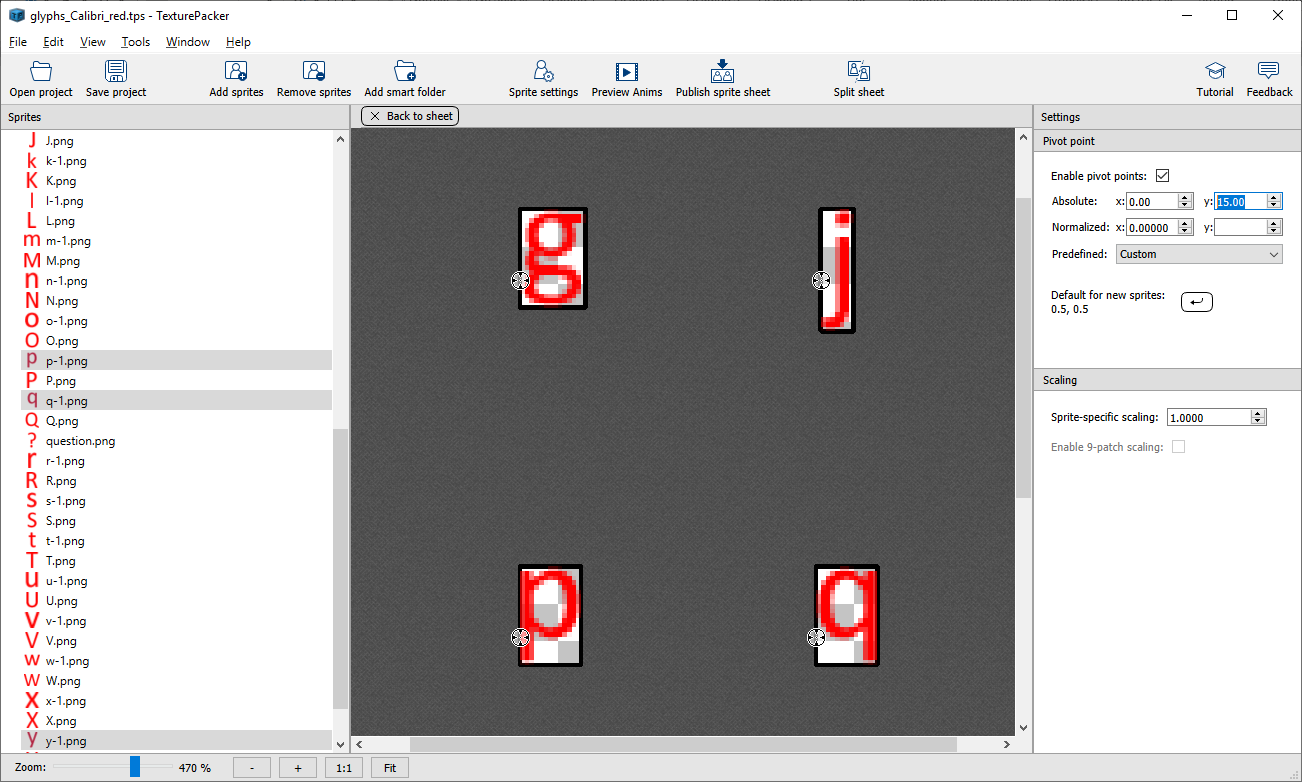 glyphs_Calibri_red.tps - TexturePacker
File Edit View Tools Window Help
Open project Save project Add sprites Remove sprites Add smart folder Sprite settings Preview Anims Publish sprite sheet Split sheet Tutorial Feedback
Sprites
Back to sheet
Settings
J J.png
k k-1.png
K K.png
l l-1.png
L L.png
m m-1.png
M M.png
n n-1.png
N N.png
o o-1.png
O O.png
p p-1.png
P P.png
q q-1.png
Q Q.png
? question.png
r r-1.png
R R.png
s s-1.png
S S.png
t t-1.png
T T.png
u u-1.png
U U.png
v v-1.png
V V.png
w w-1.png
W W.png
x x-1.png
X X.png
y y-1.png
g j
p q
Pivot point
Enable pivot points:
Absolute: x: 0.00 y: 15.00
Normalized: x: 0.00000 y:
Predefined: Custom
Default for new sprites:
0.5, 0.5
Scaling
Sprite-specific scaling: 1.0000
Enable 9-patch scaling:
Zoom: 470 % - + 1:1 Fit